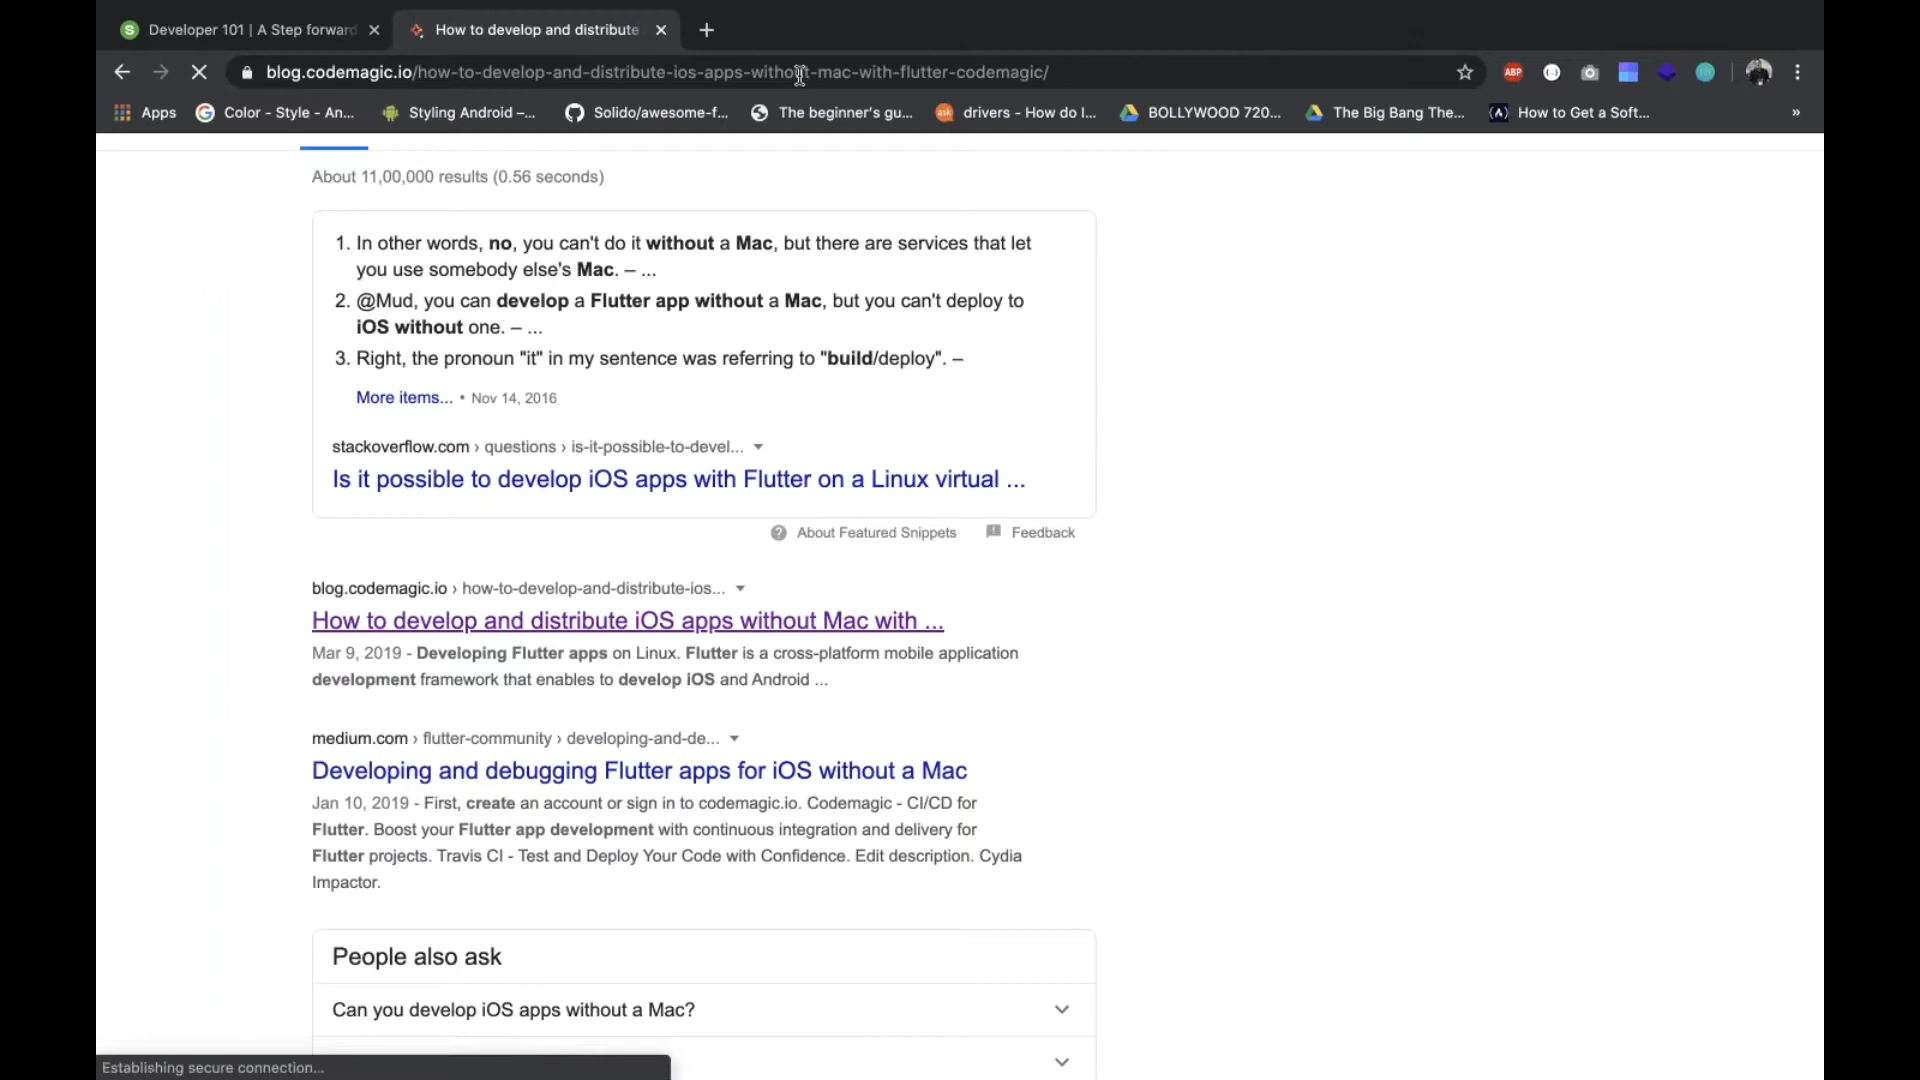 Developer 101 | A Step forward
How to develop and distribute
blog.codemagic.io/how-to-develop-and-distribute-ios-apps-without-mac-with-flutter-codemagic/
ABP
Apps
Color - Style - An...
Styling Android –...
Solido/awesome-f...
The beginner's gu...
ask
drivers - How do I...
BOLLYWOOD 720...
The Big Bang The...
(A)
How to Get a Soft...
»
About 11,00,000 results (0.56 seconds)
1. In other words, no, you can't do it without a Mac, but there are services that let
you use somebody else's Mac. – ...
2. @Mud, you can develop a Flutter app without a Mac, but you can't deploy to
iOS without one. – ...
3. Right, the pronoun "it" in my sentence was referring to "build/deploy". –
More items... • Nov 14, 2016
stackoverflow.com › questions › is-it-possible-to-devel...
Is it possible to develop iOS apps with Flutter on a Linux virtual ...
About Featured Snippets
Feedback
blog.codemagic.io › how-to-develop-and-distribute-ios...
How to develop and distribute iOS apps without Mac with ...
Mar 9, 2019 - Developing Flutter apps on Linux. Flutter is a cross-platform mobile application
development framework that enables to develop iOS and Android ...
medium.com › flutter-community › developing-and-de...
Developing and debugging Flutter apps for iOS without a Mac
Jan 10, 2019 - First, create an account or sign in to codemagic.io. Codemagic - CI/CD for
Flutter. Boost your Flutter app development with continuous integration and delivery for
Flutter projects. Travis CI - Test and Deploy Your Code with Confidence. Edit description. Cydia
Impactor.
People also ask
Can you develop iOS apps without a Mac?
Establishing secure connection...